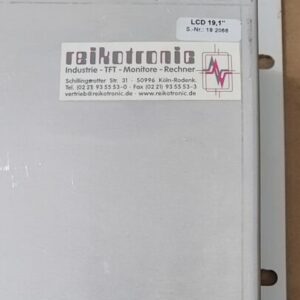 LCD 19,1"
S.-Nr.: 18 2068
reikotronic
Industrie - TFT - Monitore - Rechner
Schillingsrotter Str. 31 · 50996 Köln-Rodenk.
Tel. (02 21) 93 55 53-0 · Fax (02 21) 93 55 53-3
vertrieb@reikotronic.de · www.reikotronic.de